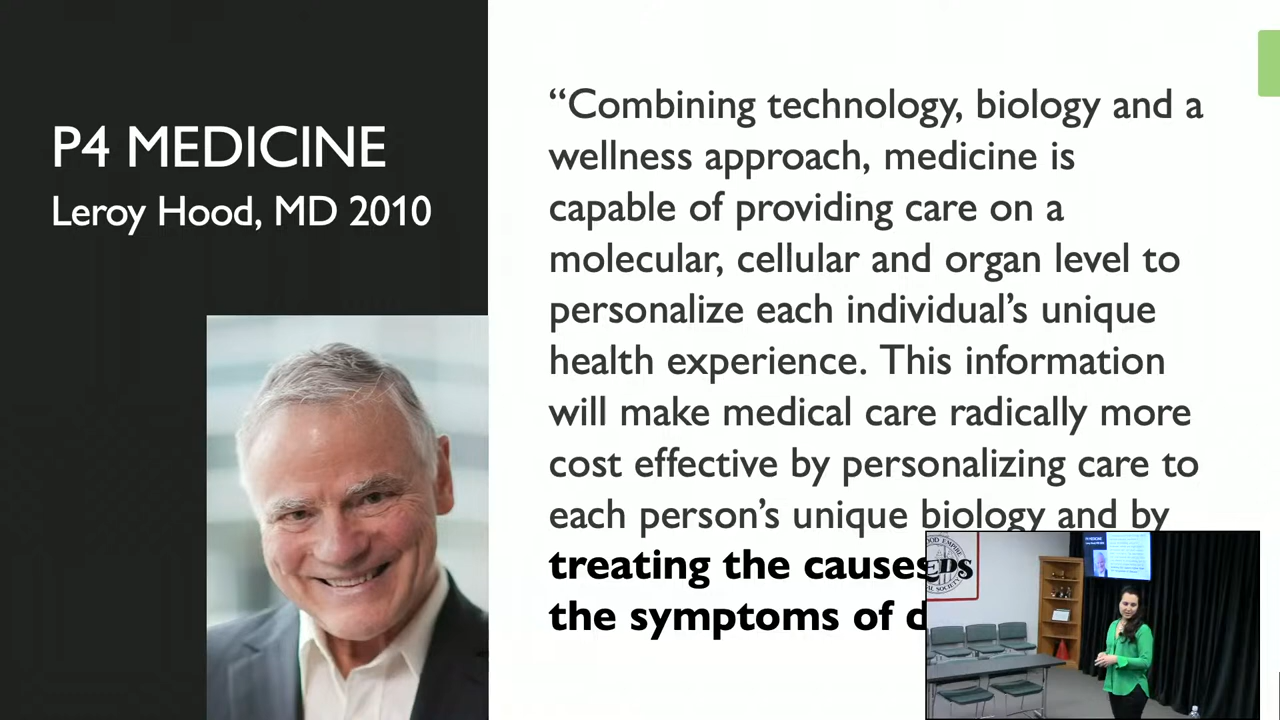 P4 MEDICINE
Leroy Hood, MD 2010
“Combining technology, biology and a
wellness approach, medicine is
capable of providing care on a
molecular, cellular and organ level to
personalize each individual’s unique
health experience. This information
will make medical care radically more
cost effective by personalizing care to
each person’s unique biology and by
treating the causes
the symptoms of